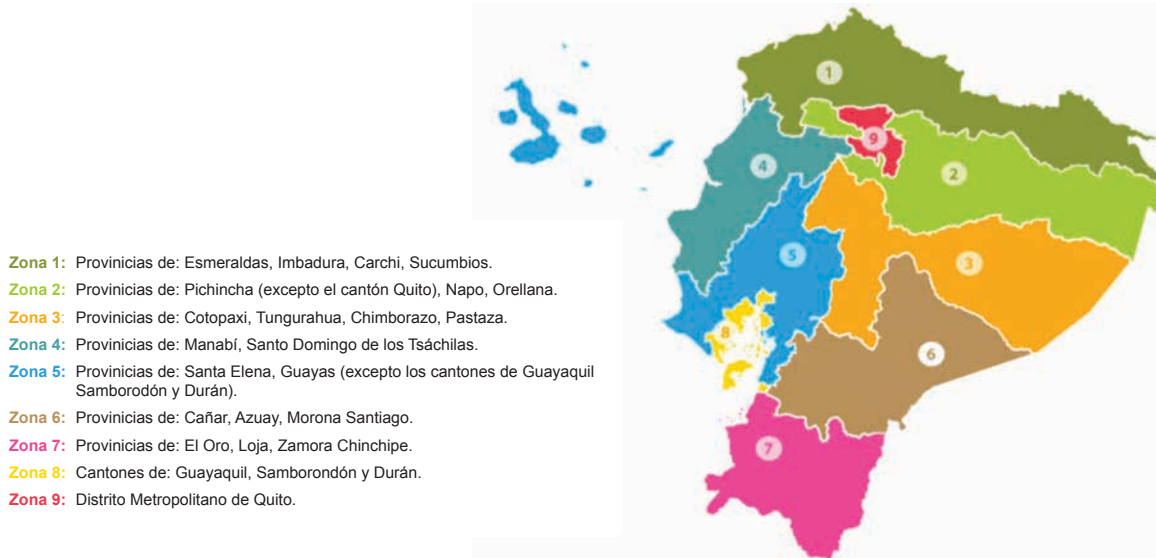 1
9
4
2
5
3
8
6
7
Zona 1: Provinicias de: Esmeraldas, Imbadura, Carchi, Sucumbios.
Zona 2: Provinicias de: Pichincha (excepto el cantón Quito), Napo, Orellana.
Zona 3: Provinicias de: Cotopaxi, Tungurahua, Chimborazo, Pastaza.
Zona 4: Provinicias de: Manabí, Santo Domingo de los Tsáchilas.
Zona 5: Provinicias de: Santa Elena, Guayas (excepto los cantones de Guayaquil
Samborodón y Durán).
Zona 6: Provinicias de: Cañar, Azuay, Morona Santiago.
Zona 7: Provinicias de: El Oro, Loja, Zamora Chinchipe.
Zona 8: Cantones de: Guayaquil, Samborondón y Durán.
Zona 9: Distrito Metropolitano de Quito.